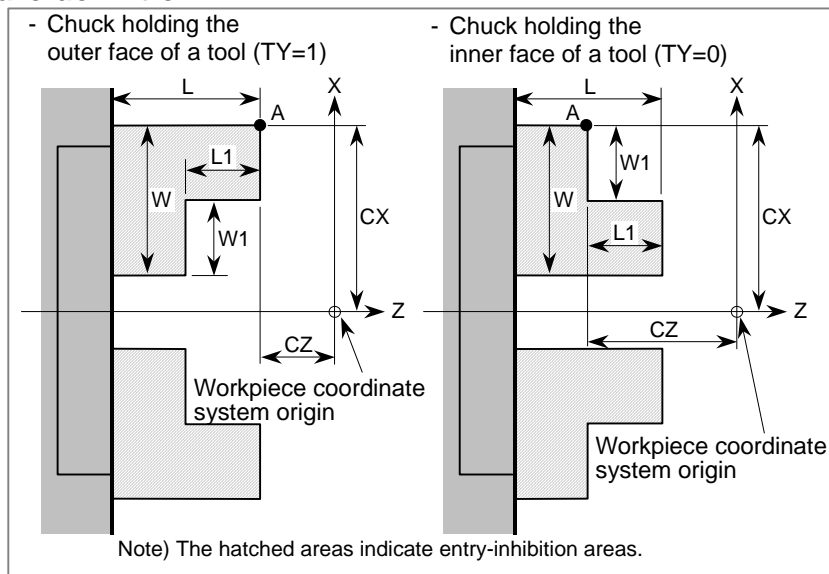 - Chuck holding the
outer face of a tool (TY=1)
L
X
A
L1
W
CX
W1
Z
CZ
Workpiece coordinate
system origin
- Chuck holding the
inner face of a tool (TY=0)
L
X
A
W1
W
CX
L1
Z
CZ
Workpiece coordinate
system origin
Note) The hatched areas indicate entry-inhibition areas.